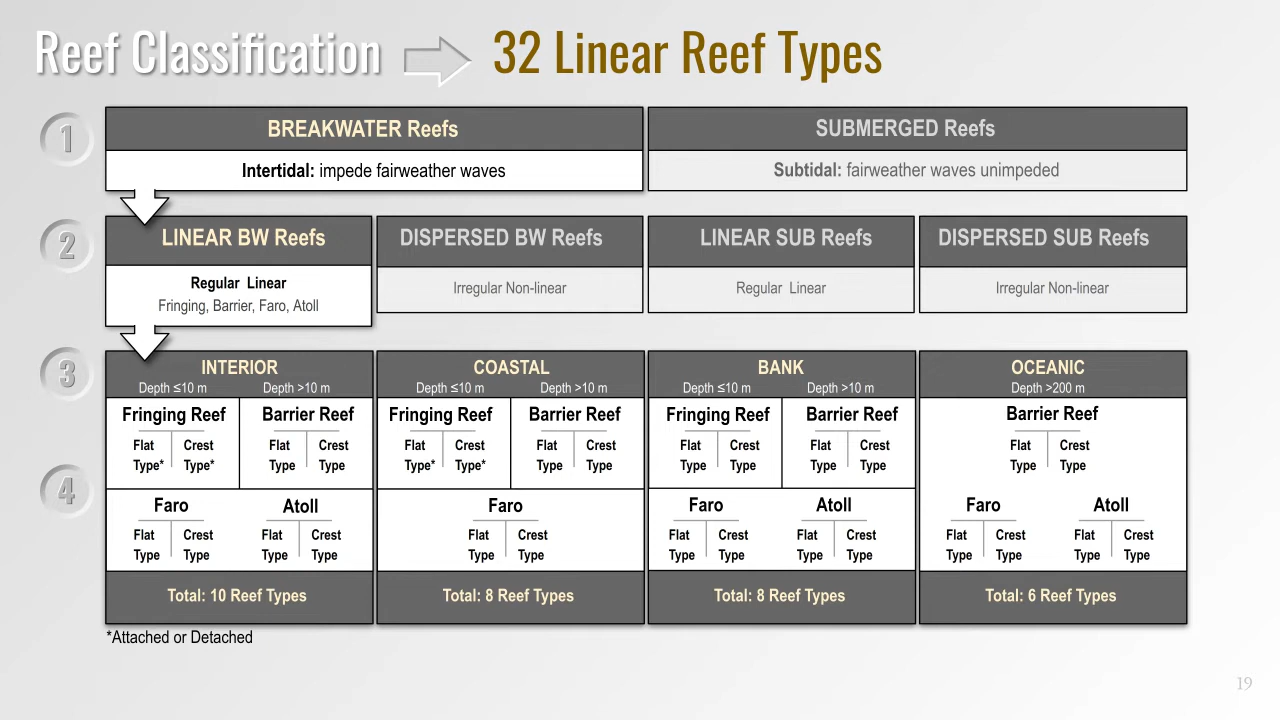 Reef Classification 32 Linear Reef Types
1
BREAKWATER Reefs SUBMERGED Reefs
Intertidal: impede fairweather waves Subtidal: fairweather waves unimpeded
2
LINEAR BW Reefs DISPERSED BW Reefs LINEAR SUB Reefs DISPERSED SUB Reefs
Regular Linear Irregular Non-linear Regular Linear Irregular Non-linear
Fringing, Barrier, Faro, Atoll
3
INTERIOR COASTAL BANK OCEANIC
Depth ≤10 m Depth >10 m Depth ≤10 m Depth >10 m Depth ≤10 m Depth >10 m Depth >200 m
Fringing Reef Barrier Reef Fringing Reef Barrier Reef Fringing Reef Barrier Reef Barrier Reef
Flat Crest Flat Crest Flat Crest Flat Crest Flat Crest Flat Crest Flat Crest
Type* Type* Type Type Type* Type* Type Type Type Type Type Type Type Type
4
Faro Atoll Faro Faro Atoll Faro Atoll
Flat Crest Flat Crest Flat Crest Flat Crest Flat Crest Flat Crest Flat Crest
Type Type Type Type Type Type Type Type Type Type Type Type Type Type
Total: 10 Reef Types Total: 8 Reef Types Total: 8 Reef Types Total: 6 Reef Types
*Attached or Detached
19